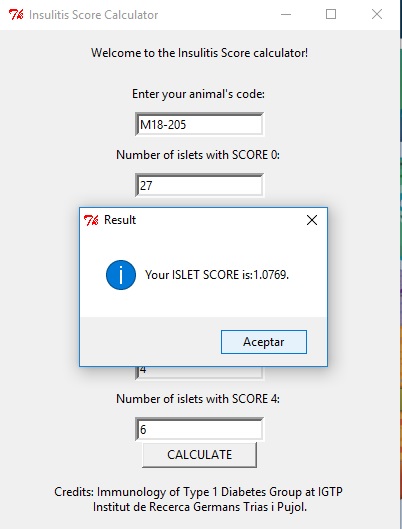 Insulitis Score Calculator
Welcome to the Insulitis Score calculator!
Enter your animal's code:
M18-205
Number of islets with SCORE 0:
27
Result
Your ISLET SCORE is:1.0769.
Aceptar
4
Number of islets with SCORE 4:
6
CALCULATE
Credits: Immunology of Type 1 Diabetes Group at IGTP
Institut de Recerca Germans Trias i Pujol.